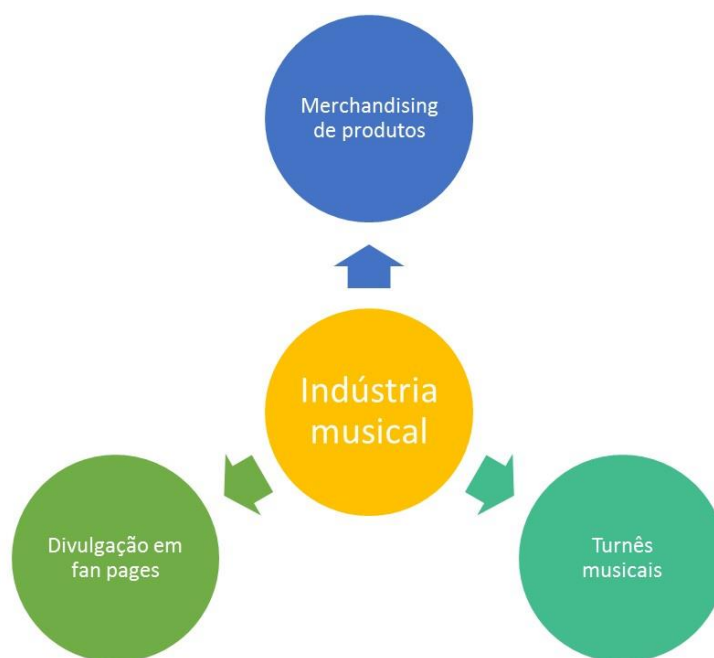 Merchandising
de produtos
Indústria
musical
Divulgação em
fan pages
Turnês
musicais